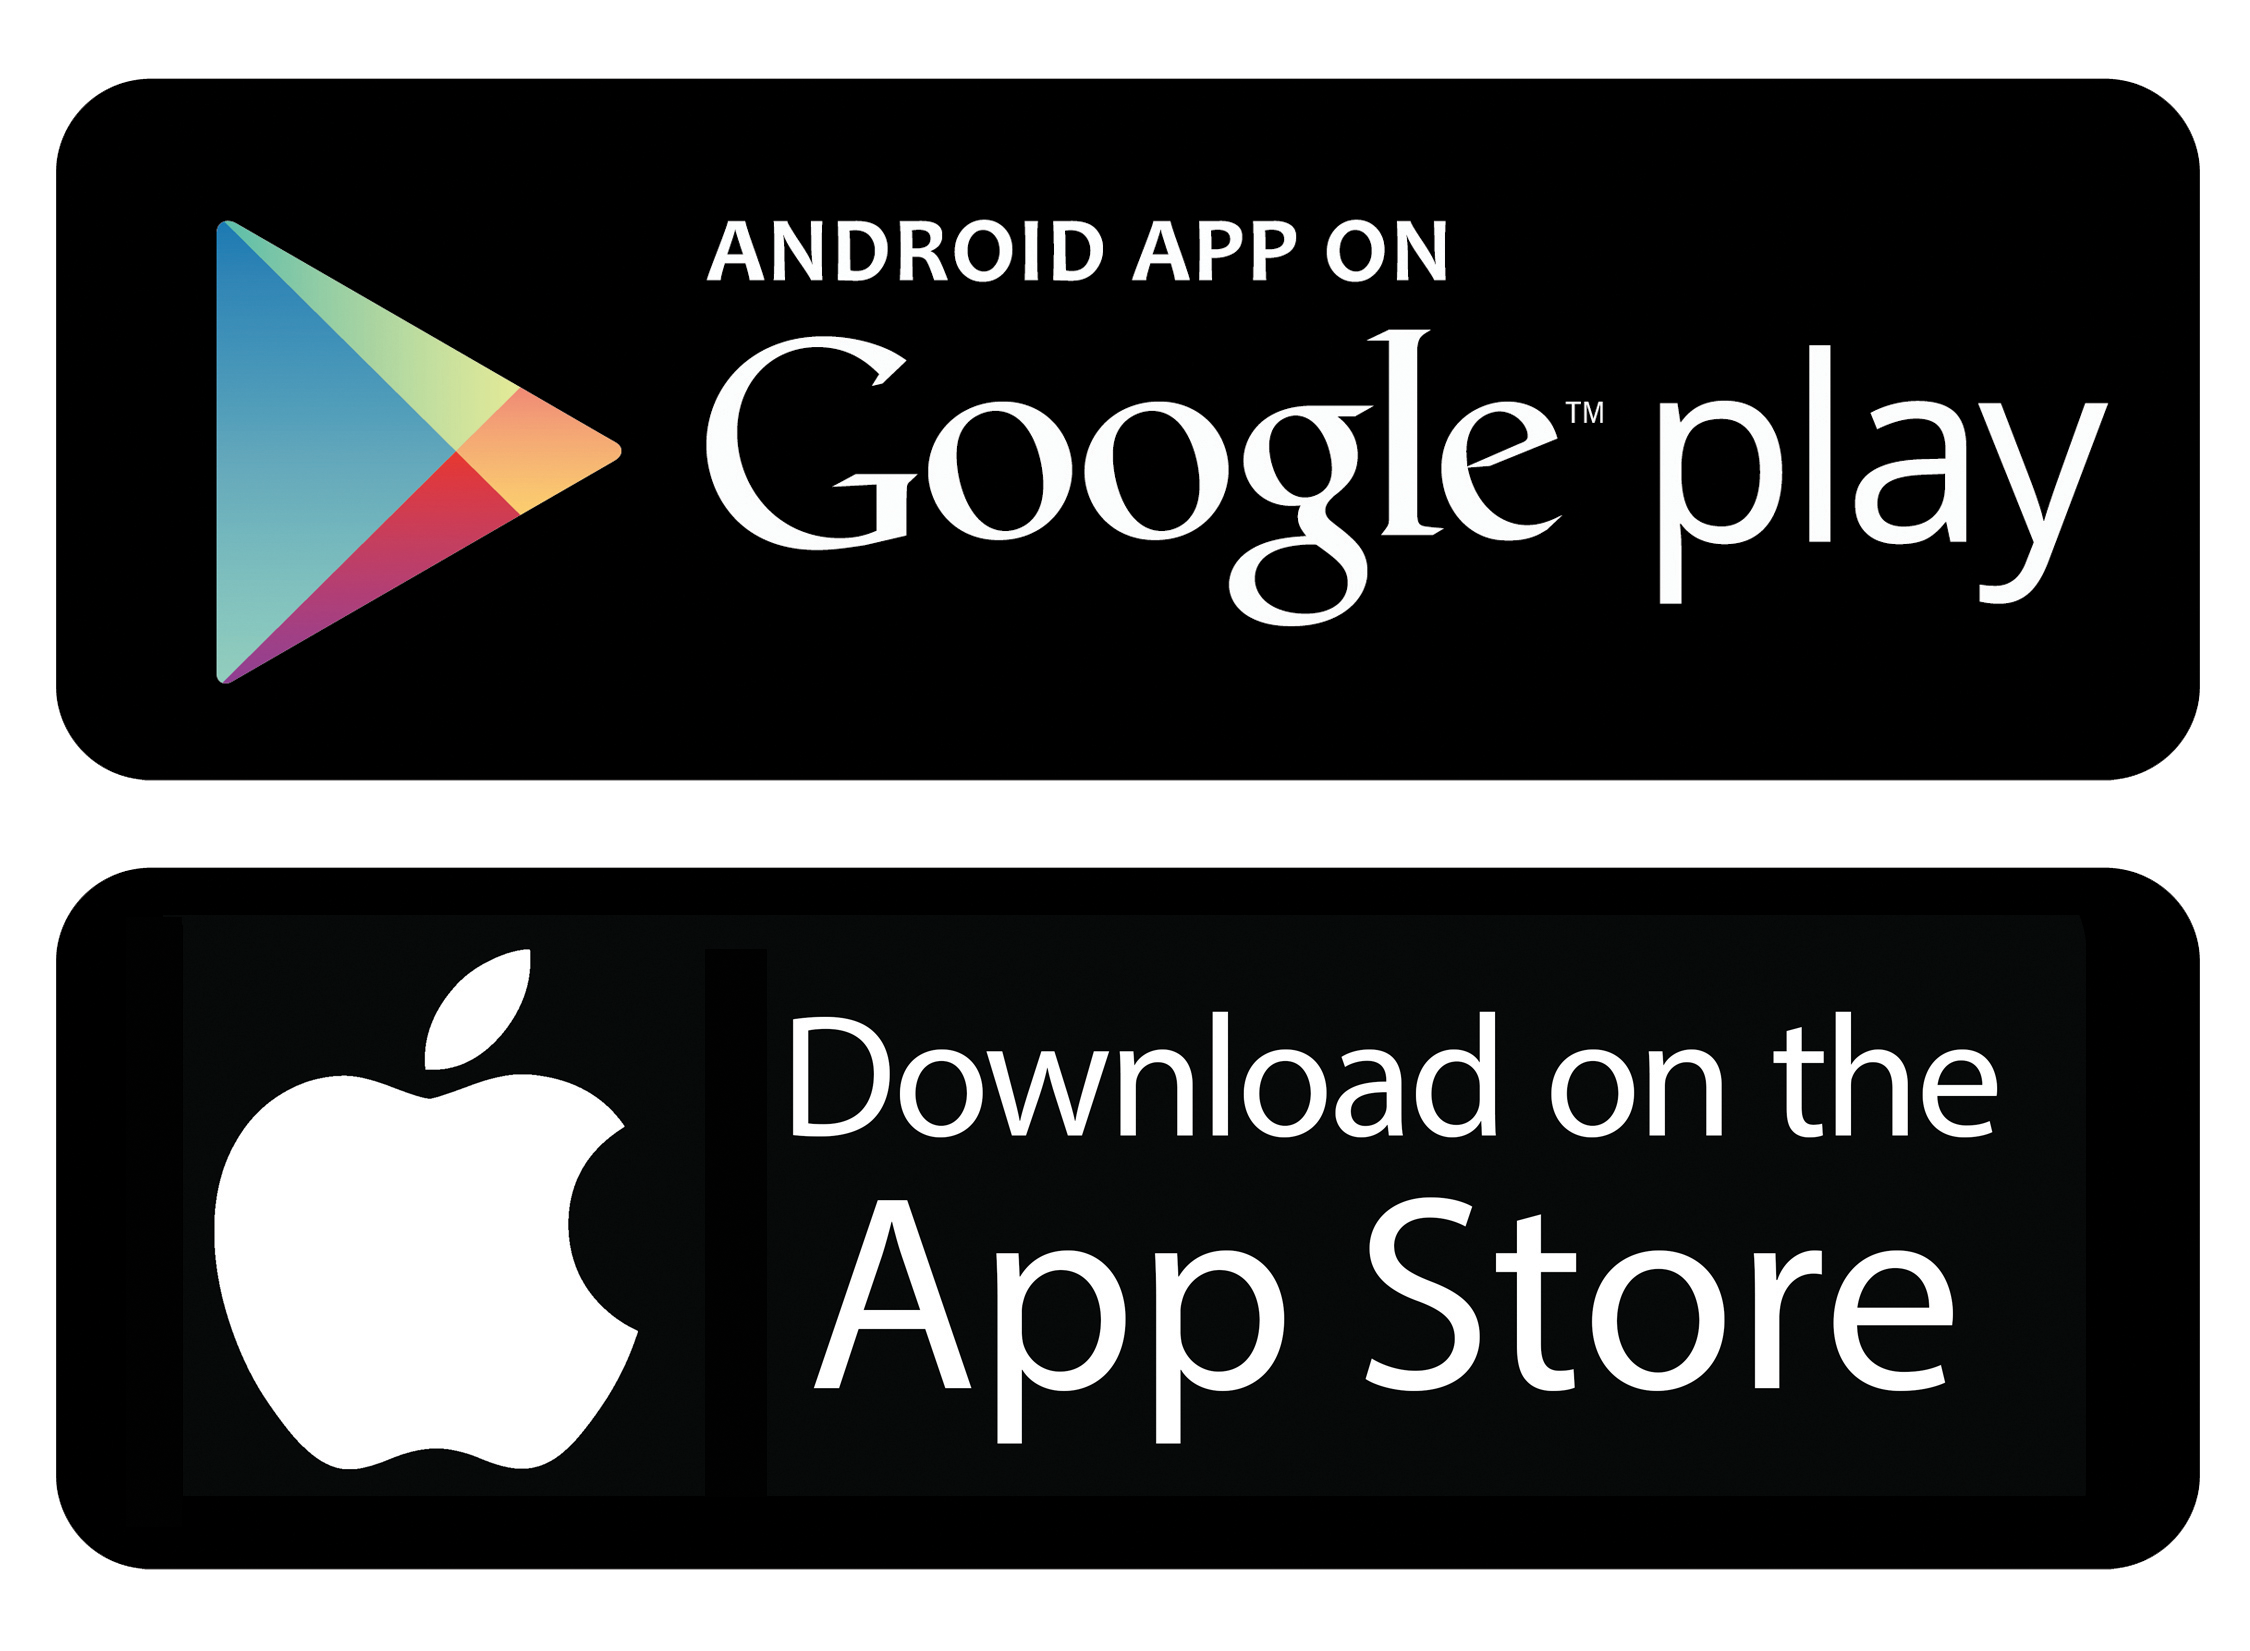 ANDROID APP ON
Google™ play
Download on the
App Store